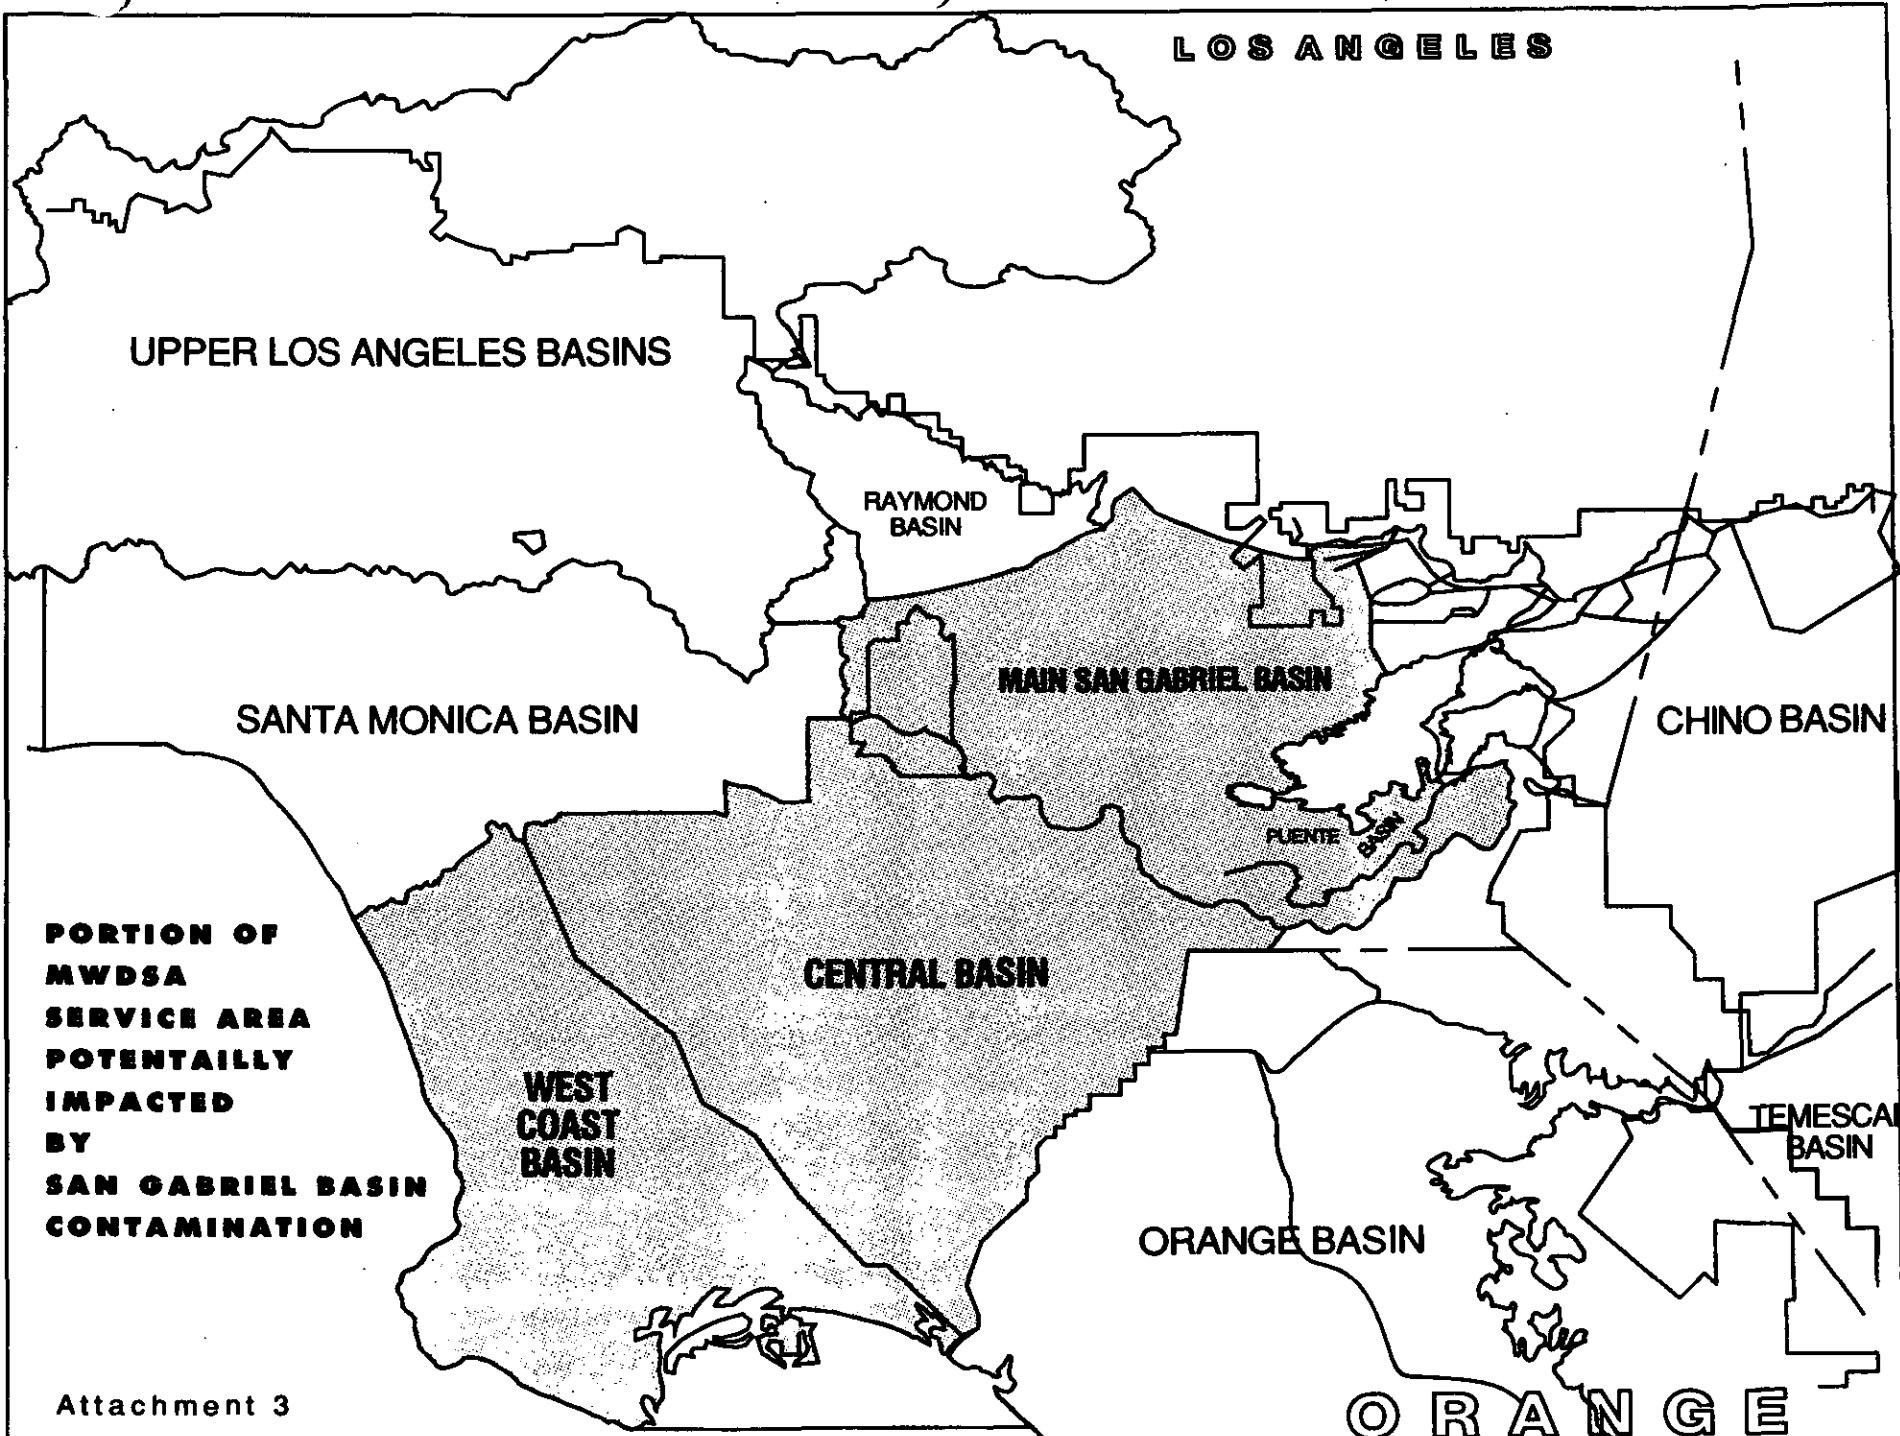 LOS ANGELES
UPPER LOS ANGELES BASINS
RAYMOND
BASIN
MAIN SAN GABRIEL BASIN
SANTA MONICA BASIN
CHINO BASIN
PUENTE
BASIN
PORTION OF
MWDSA
SERVICE AREA
POTENTAILLY
IMPACTED
BY
SAN GABRIEL BASIN
CONTAMINATION
CENTRAL BASIN
WEST
COAST
BASIN
TEMESCAL
BASIN
ORANGE BASIN
Attachment 3
ORANGE